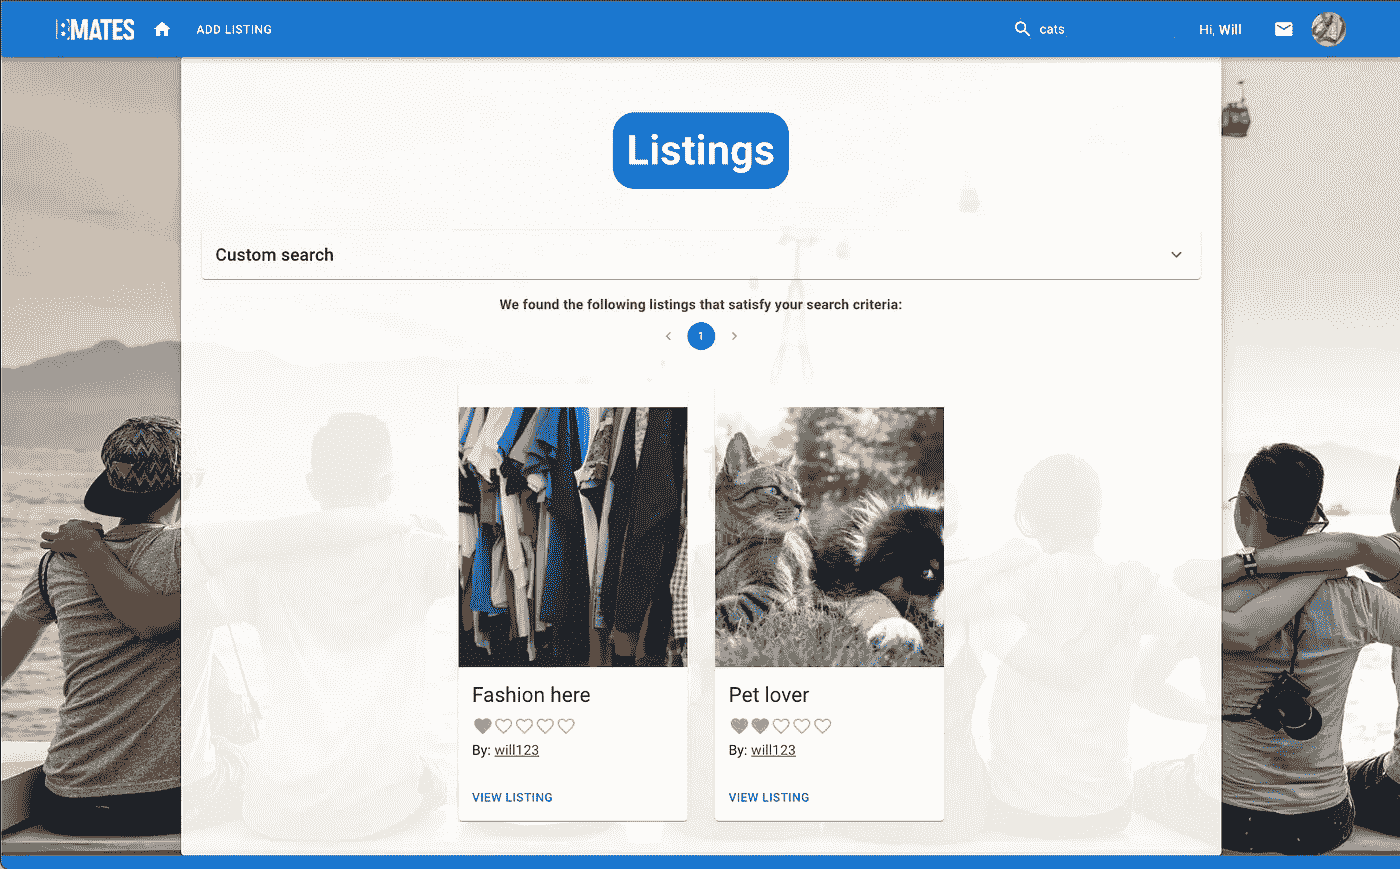 BMATES ADD LISTING cats Hi, Will
Listings
Custom search
We found the following listings that satisfy your search criteria:
1
Fashion here
By: will123
VIEW LISTING
Pet lover
By: will123
VIEW LISTING